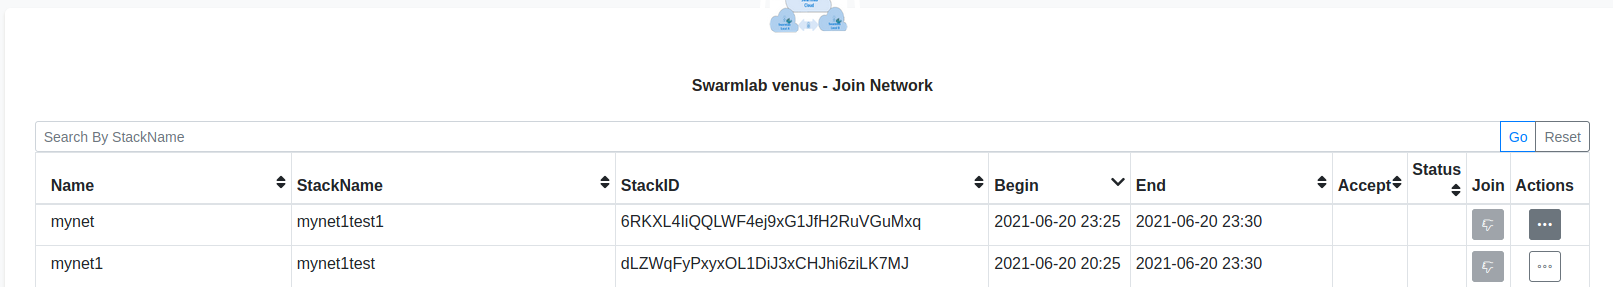 Cloud
Swarmlab venus - Join Network
Search By StackName Go Reset
Name StackName StackID Begin End Accept Status Join Actions
mynet mynet1test1 6RKXL4IiQQLWF4ej9xG1JfH2RuVGuMxq 2021-06-20 23:25 2021-06-20 23:30
mynet1 mynet1test dLZWqFyPxyxOL1DiJ3xCHJhi6ziLK7MJ 2021-06-20 20:25 2021-06-20 23:30